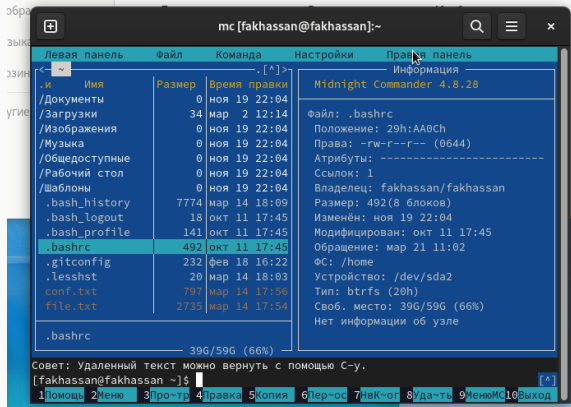 mc [fakhassan@fakhassan]:~
Левая панель Файл Команда Настройки Правая панель
<- ~ .[^]>
.и Имя Размер Время правки
/Документы 0 ноя 19 22:04
/Загрузки 34 мар 2 12:14
/Изображения 0 ноя 19 22:04
/Музыка 0 ноя 19 22:04
/Общедоступные 0 ноя 19 22:04
/Рабочий стол 0 ноя 19 22:04
/Шаблоны 0 ноя 19 22:04
.bash_history 7774 мар 14 18:09
.bash_logout 18 окт 11 17:45
.bash_profile 141 окт 11 17:45
.bashrc 492 окт 11 17:45
.gitconfig 232 фев 18 16:22
.lesshst 20 мар 14 18:03
conf.txt 797 мар 14 17:56
file.txt 2735 мар 14 17:54
.bashrc
39G/59G (66%)
Информация
Midnight Commander 4.8.28
Файл: .bashrc
Положение: 29h:AA0Ch
Права: -rw-r--r-- (0644)
Атрибуты: ------------------------
Ссылок: 1
Владелец: fakhassan/fakhassan
Размер: 492(8 блоков)
Изменён: ноя 19 22:04
Модифицирован: окт 11 17:45
Обращение: мар 21 11:02
ФС: /home
Устройство: /dev/sda2
Тип: btrfs (20h)
Своб. место: 39G/59G (66%)
Нет информации об узле
Совет: Удаленный текст можно вернуть с помощью C-y.
[fakhassan@fakhassan ~]$ [^]
1Помощь 2Меню 3Про~тр 4Правка 5Копия 6Пер~ос 7НвК~ог 8Уда~ть 9МенюMC 10Выход